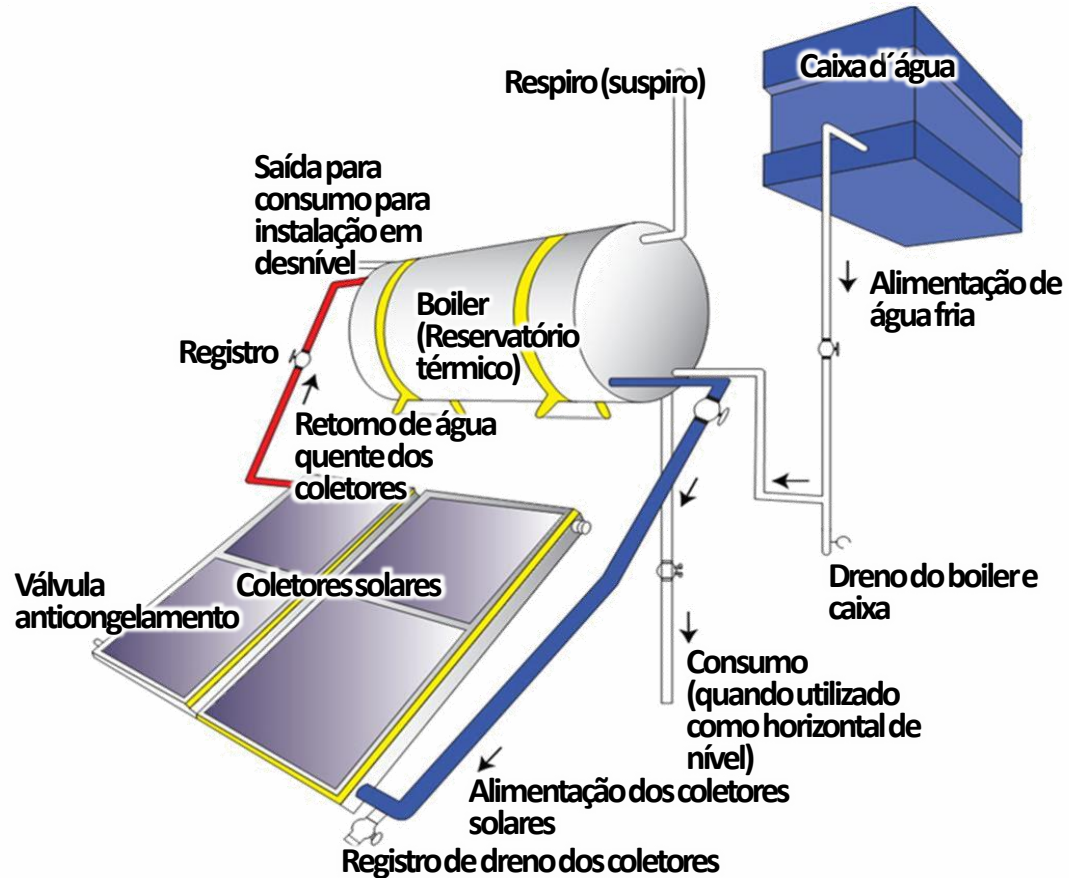 Caixa d´água
Respiro (suspiro)
Saída para
consumo para
instalação em
desnível
Alimentação de
água fria
Boiler
(Reservatório
térmico)
Registro
Retorno de água
quente dos
coletores
Válvula
anticongelamento
Coletores solares
Dreno do boiler e
caixa
Consumo
(quando utilizado
como horizontal de
nível)
Alimentação dos coletores
solares
Registro de dreno dos coletores